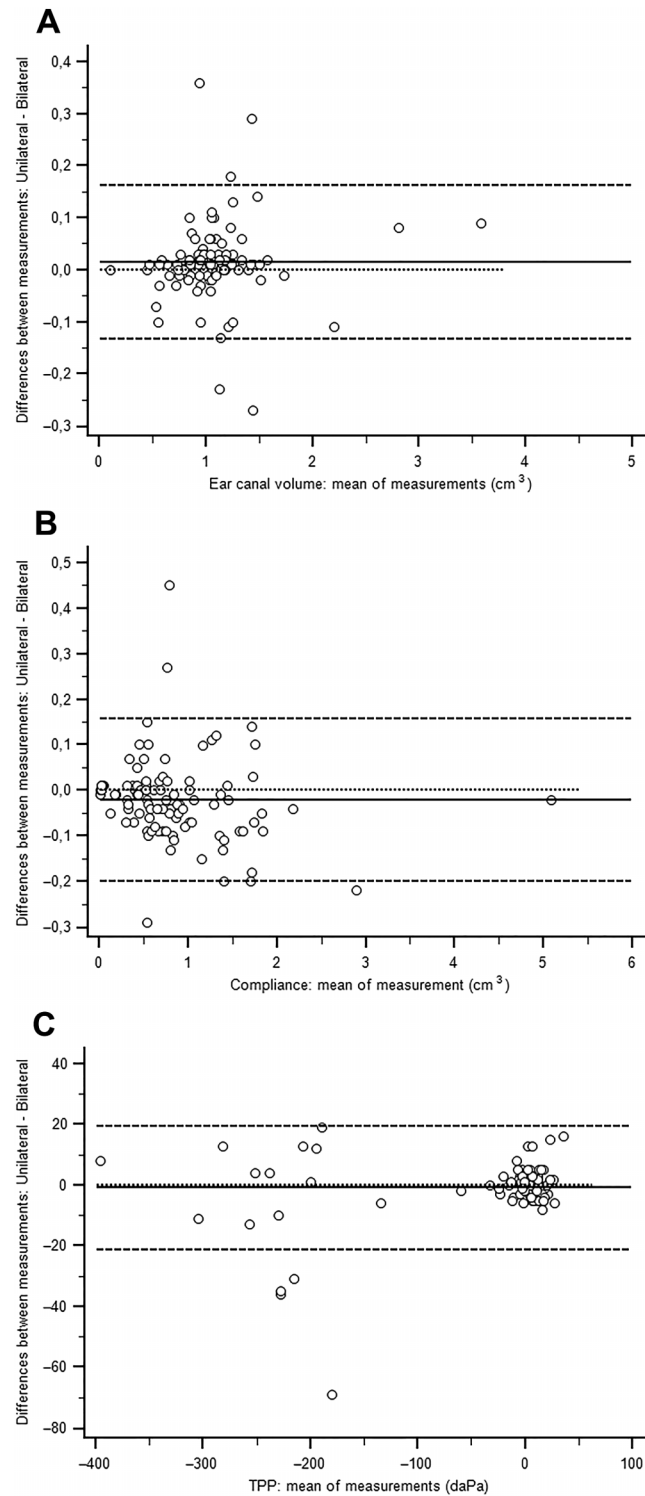 A
Differences between measurements: Unilateral - Bilateral
0,4
0,3
0,2
0,1
0,0
–0,1
–0,2
–0,3
0 1 2 3 4 5
Ear canal volume: mean of measurements (cm³)
B
Differences between measurements: Unilateral - Bilateral
0,5
0,4
0,3
0,2
0,1
0,0
–0,1
–0,2
–0,3
0 1 2 3 4 5 6
Compliance: mean of measurement (cm³)
C
Differences between measurements: Unilateral - Bilateral
40
20
0
–20
–40
–60
–80
–400 –300 –200 –100 0 100
TPP: mean of measurements (daPa)